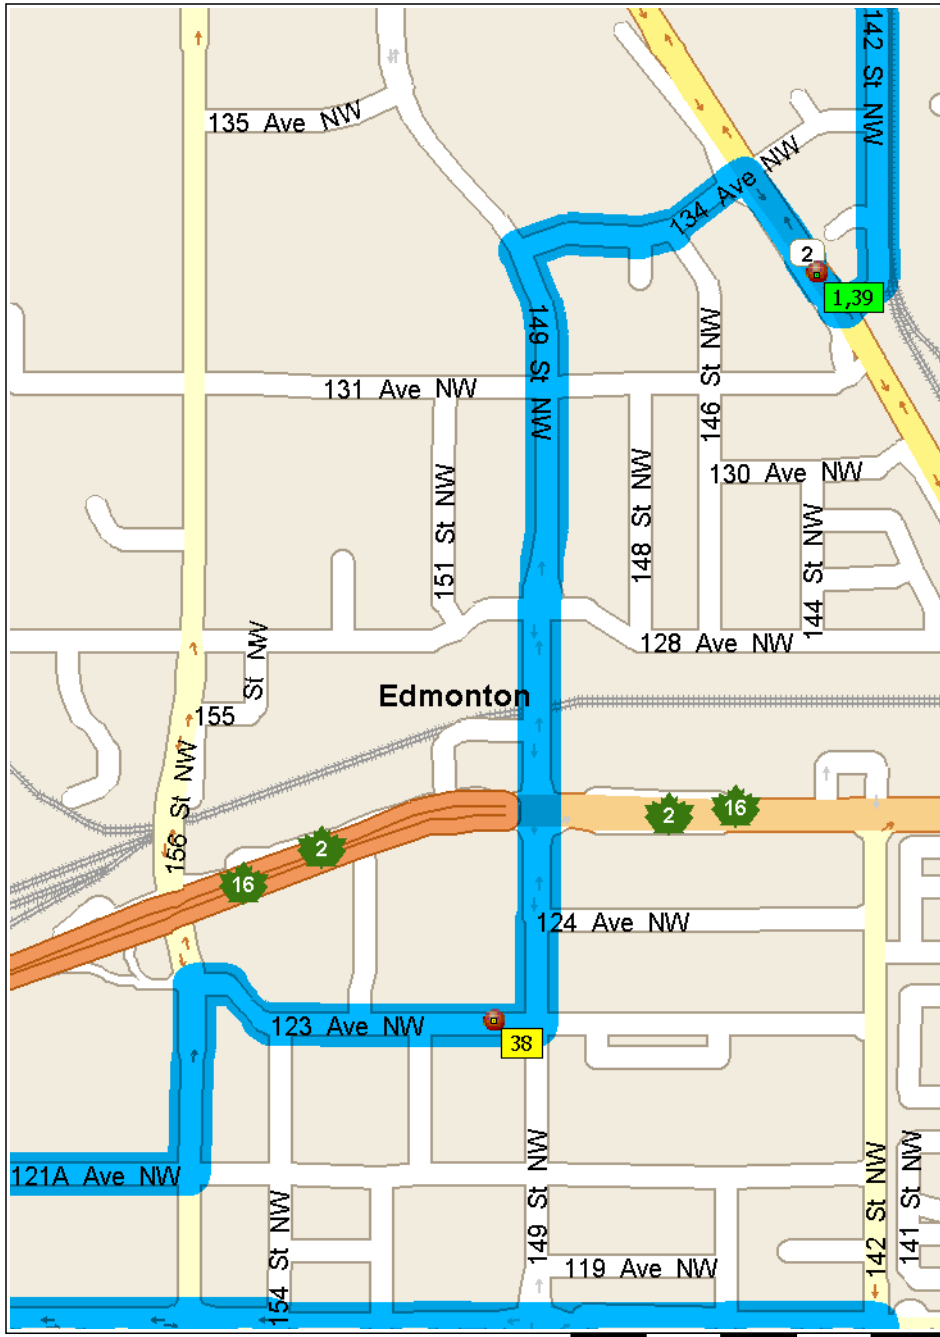 142 St NW
135 Ave NW
134 Ave NW
2
1,39
149 St NW
146 St NW
131 Ave NW
130 Ave NW
151 St NW
148 St NW
144 St NW
128 Ave NW
155 St NW
Edmonton
156 St NW
2
16
2
16
124 Ave NW
123 Ave NW
38
121A Ave NW
149 St NW
142 St NW
141 St NW
154 St NW
119 Ave NW